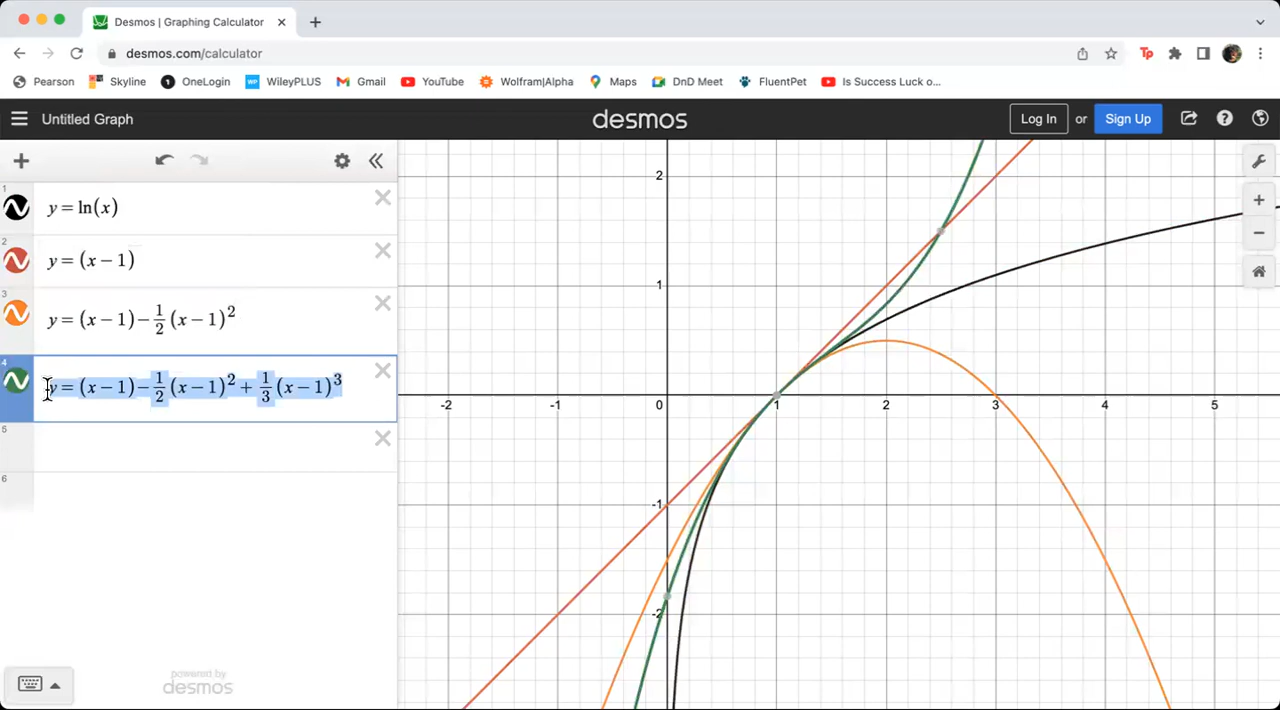 Desmos | Graphing Calculator
desmos.com/calculator
Pearson Skyline OneLogin WileyPLUS Gmail YouTube Wolfram|Alpha Maps DnD Meet FluentPet Is Success Luck o...
Untitled Graph
desmos
Log In or Sign Up
1
y = ln(x)
2
y = (x − 1)
3
y = (x − 1) − 1/2 (x − 1)^2
4
y = (x − 1) − 1/2 (x − 1)^2 + 1/3 (x − 1)^3
5
6
powered by
desmos
2
1
-2 -1 0 1 2 3 4 5
-1
-2